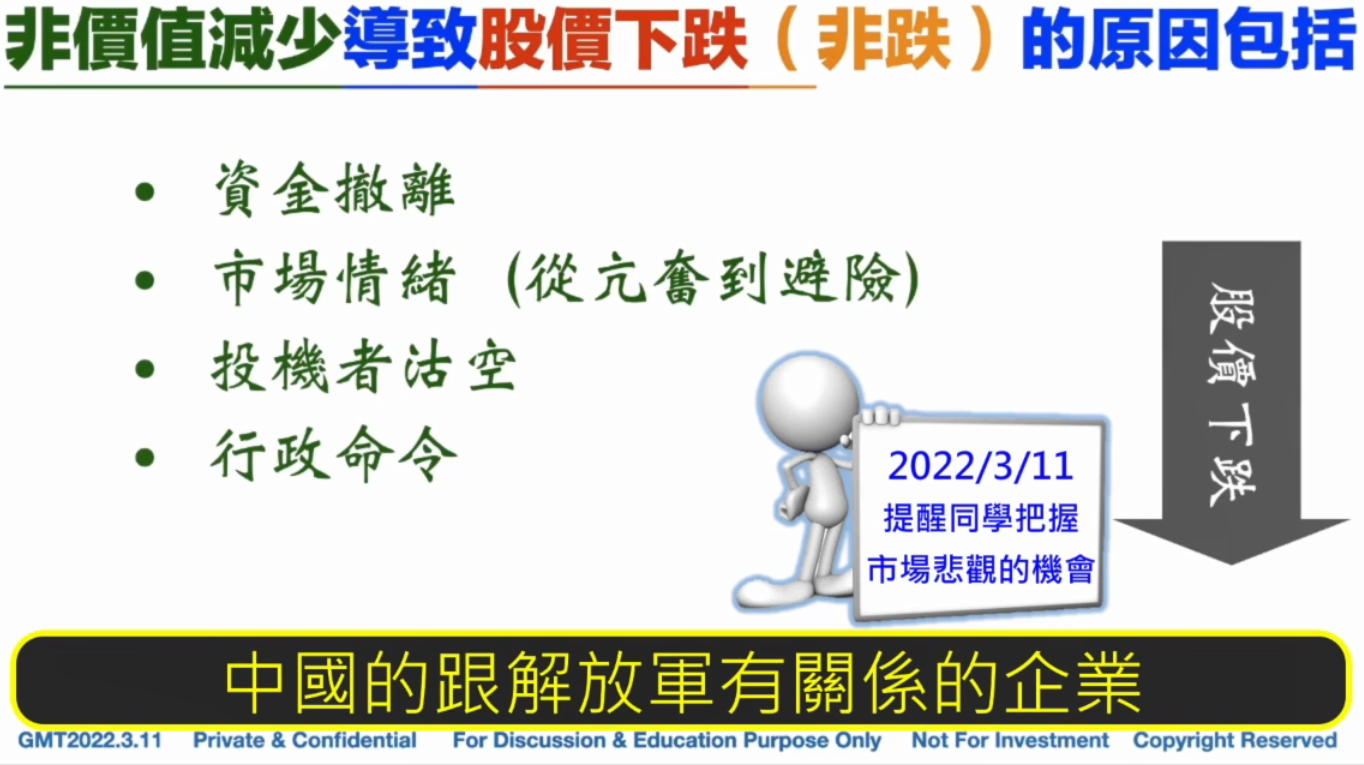 非價值減少導致股價下跌（非跌）的原因包括
• 資金撤離
• 市場情緒 (從亢奮到避險)
• 投機者沽空
• 行政命令
股價下跌
2022/3/11
提醒同學把握
市場悲觀的機會
中國的跟解放軍有關係的企業
GMT2022.3.11 Private & Confidential For Discussion & Education Purpose Only Not For Investment Copyright Reserved